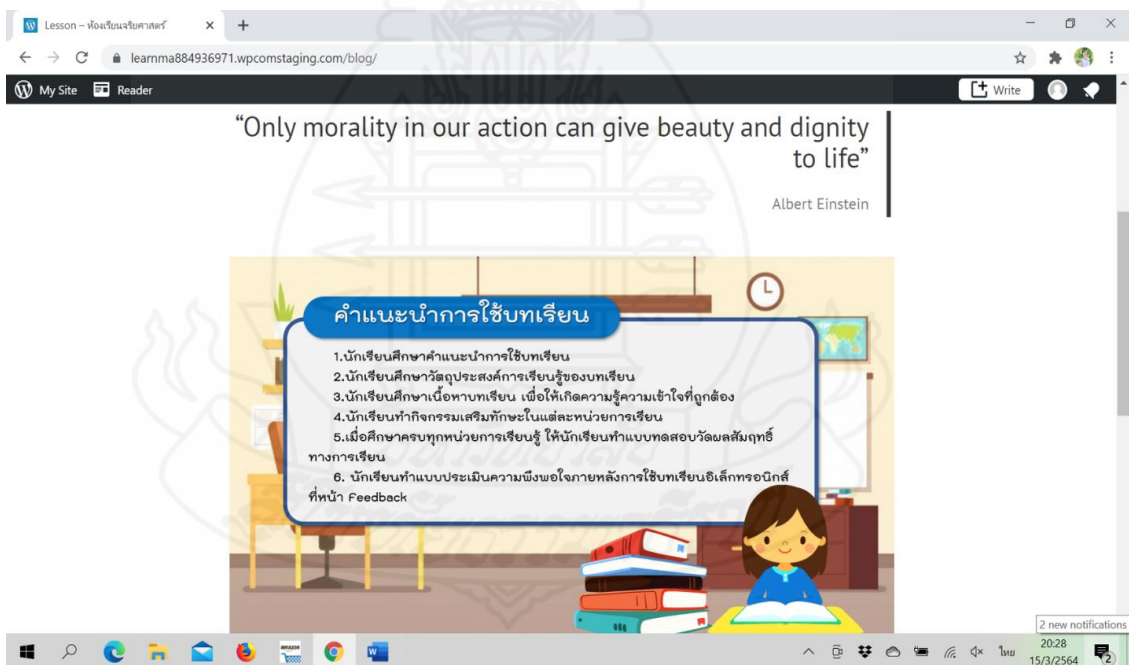 Lesson – ห้องเรียนจริยศาสตร์
learnma884936971.wpcomstaging.com/blog/
My Site Reader Write
“Only morality in our action can give beauty and dignity
to life”
Albert Einstein
คำแนะนำการใช้บทเรียน
1.นักเรียนศึกษาคำแนะนำการใช้บทเรียน
2.นักเรียนศึกษาวัตถุประสงค์การเรียนรู้ของบทเรียน
3.นักเรียนศึกษาเนื้อหาบทเรียน เพื่อให้เกิดความรู้ความเข้าใจที่ถูกต้อง
4.นักเรียนทำกิจกรรมเสริมทักษะในแต่ละหน่วยการเรียน
5.เมื่อศึกษาครบทุกหน่วยการเรียนรู้ ให้นักเรียนทำแบบทดสอบวัดผลสัมฤทธิ์
ทางการเรียน
6. นักเรียนทำแบบประเมินความพึงพอใจภายหลังการใช้บทเรียนอิเล็กทรอนิกส์
ที่หน้า Feedback
2 new notifications
ไทย
20:28
15/3/2564
2